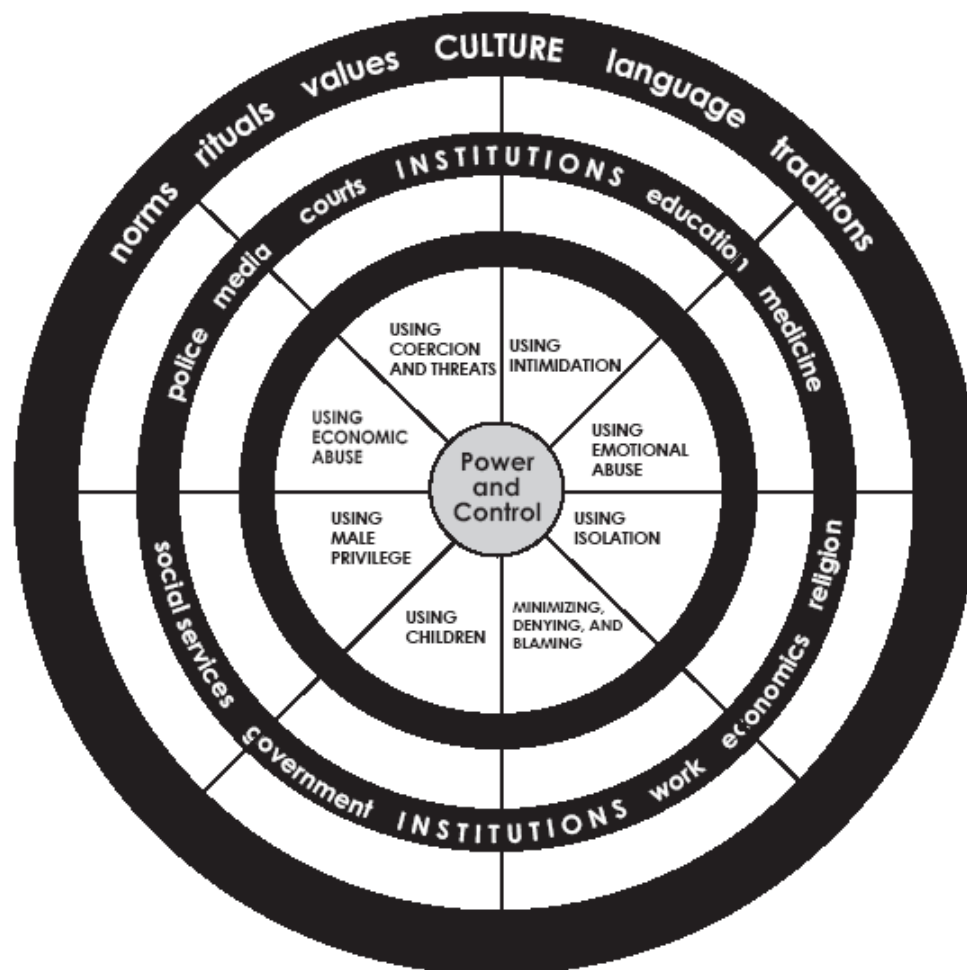 norms rituals values CULTURE language traditions
police media courts INSTITUTIONS education medicine
social services government INSTITUTIONS work economics religion
USING
COERCION
AND THREATS
USING
INTIMIDATION
USING
ECONOMIC
ABUSE
USING
EMOTIONAL
ABUSE
Power
and
Control
USING
MALE
PRIVILEGE
USING
ISOLATION
USING
CHILDREN
MINIMIZING,
DENYING, AND
BLAMING